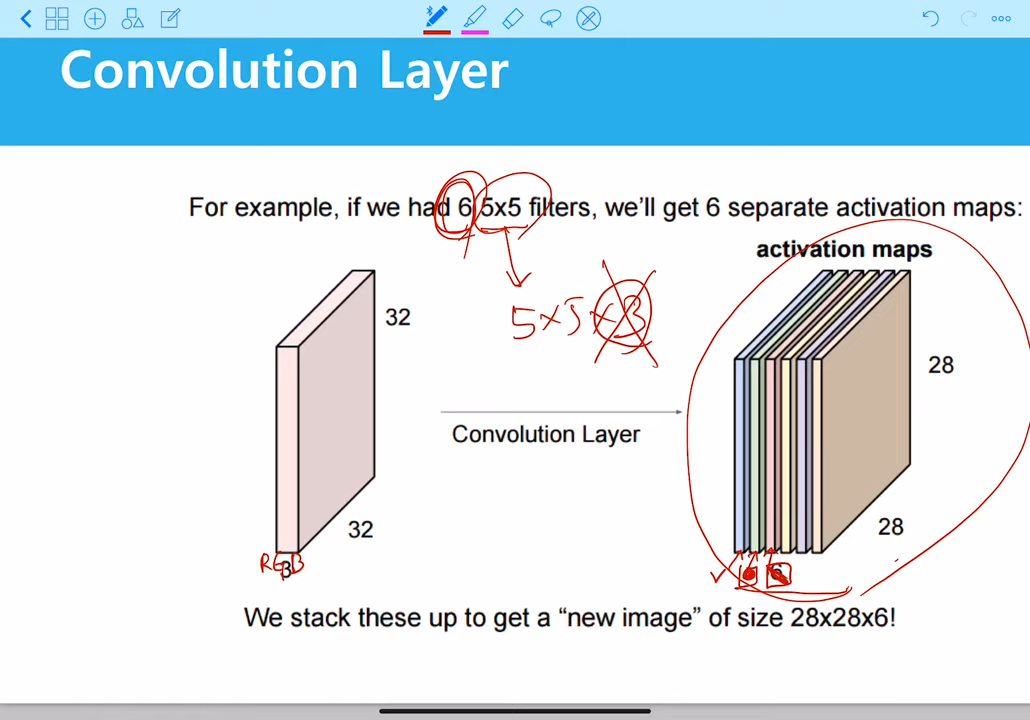 Convolution Layer
For example, if we had 6 5x5 filters, we'll get 6 separate activation maps:
activation maps
32
5x5x3
28
Convolution Layer
32
28
RGB
3
We stack these up to get a “new image” of size 28x28x6!